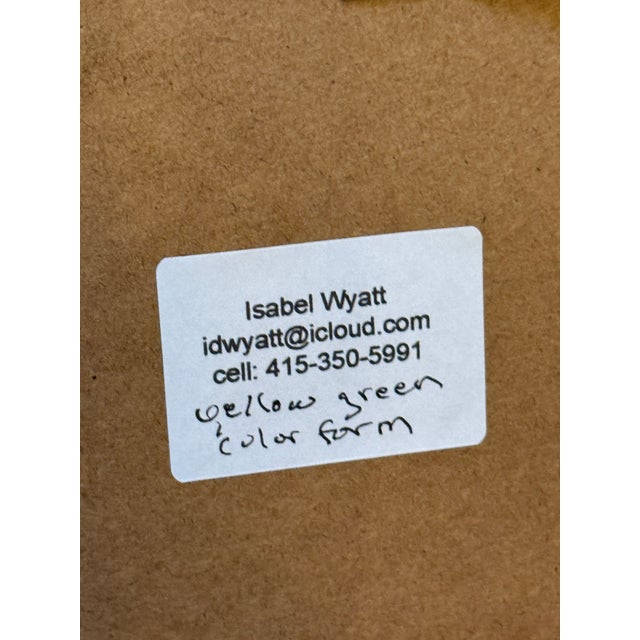 Isabel Wyatt
idwyatt@icloud.com
cell: 415-350-5991
yellow green
color form